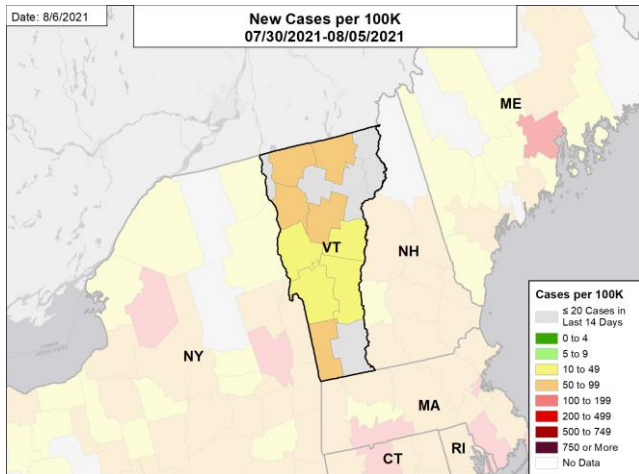 Date: 8/6/2021
New Cases per 100K
07/30/2021-08/05/2021
ME
VT
NH
NY
MA
CT
RI
Cases per 100K
≤ 20 Cases in
Last 14 Days
0 to 4
5 to 9
10 to 49
50 to 99
100 to 199
200 to 499
500 to 749
750 or More
No Data